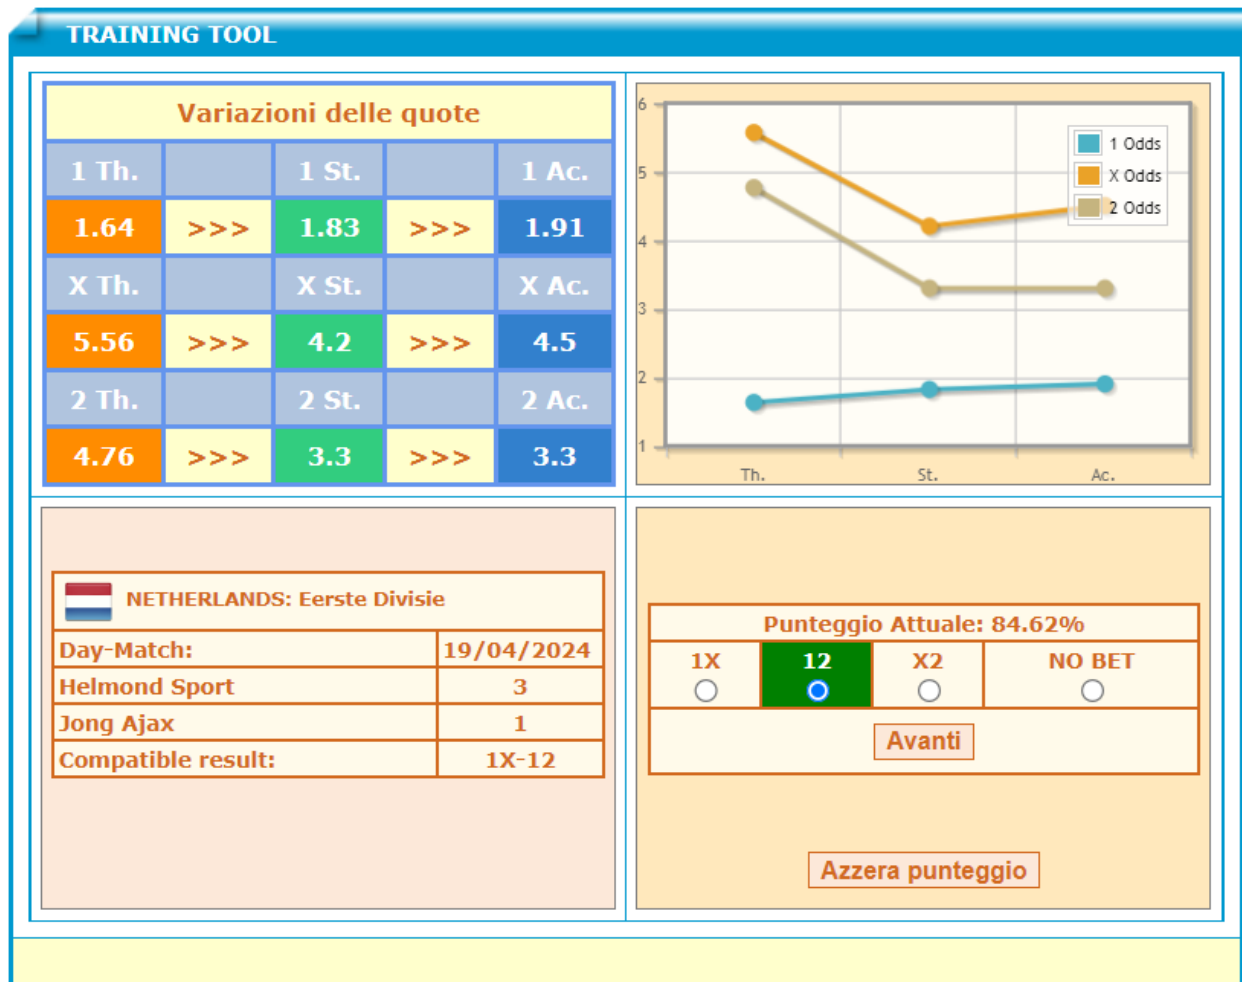 TRAINING TOOL
Variazioni delle quote
1 Th. 1 St. 1 Ac.
1.64 >>> 1.83 >>> 1.91
X Th. X St. X Ac.
5.56 >>> 4.2 >>> 4.5
2 Th. 2 St. 2 Ac.
4.76 >>> 3.3 >>> 3.3
6
5
4
3
2
1
1 Odds
X Odds
2 Odds
Th. St. Ac.
NETHERLANDS: Eerste Divisie
Day-Match: 19/04/2024
Helmond Sport 3
Jong Ajax 1
Compatible result: 1X-12
Punteggio Attuale: 84.62%
1X 12 X2 NO BET
Avanti
Azzera punteggio